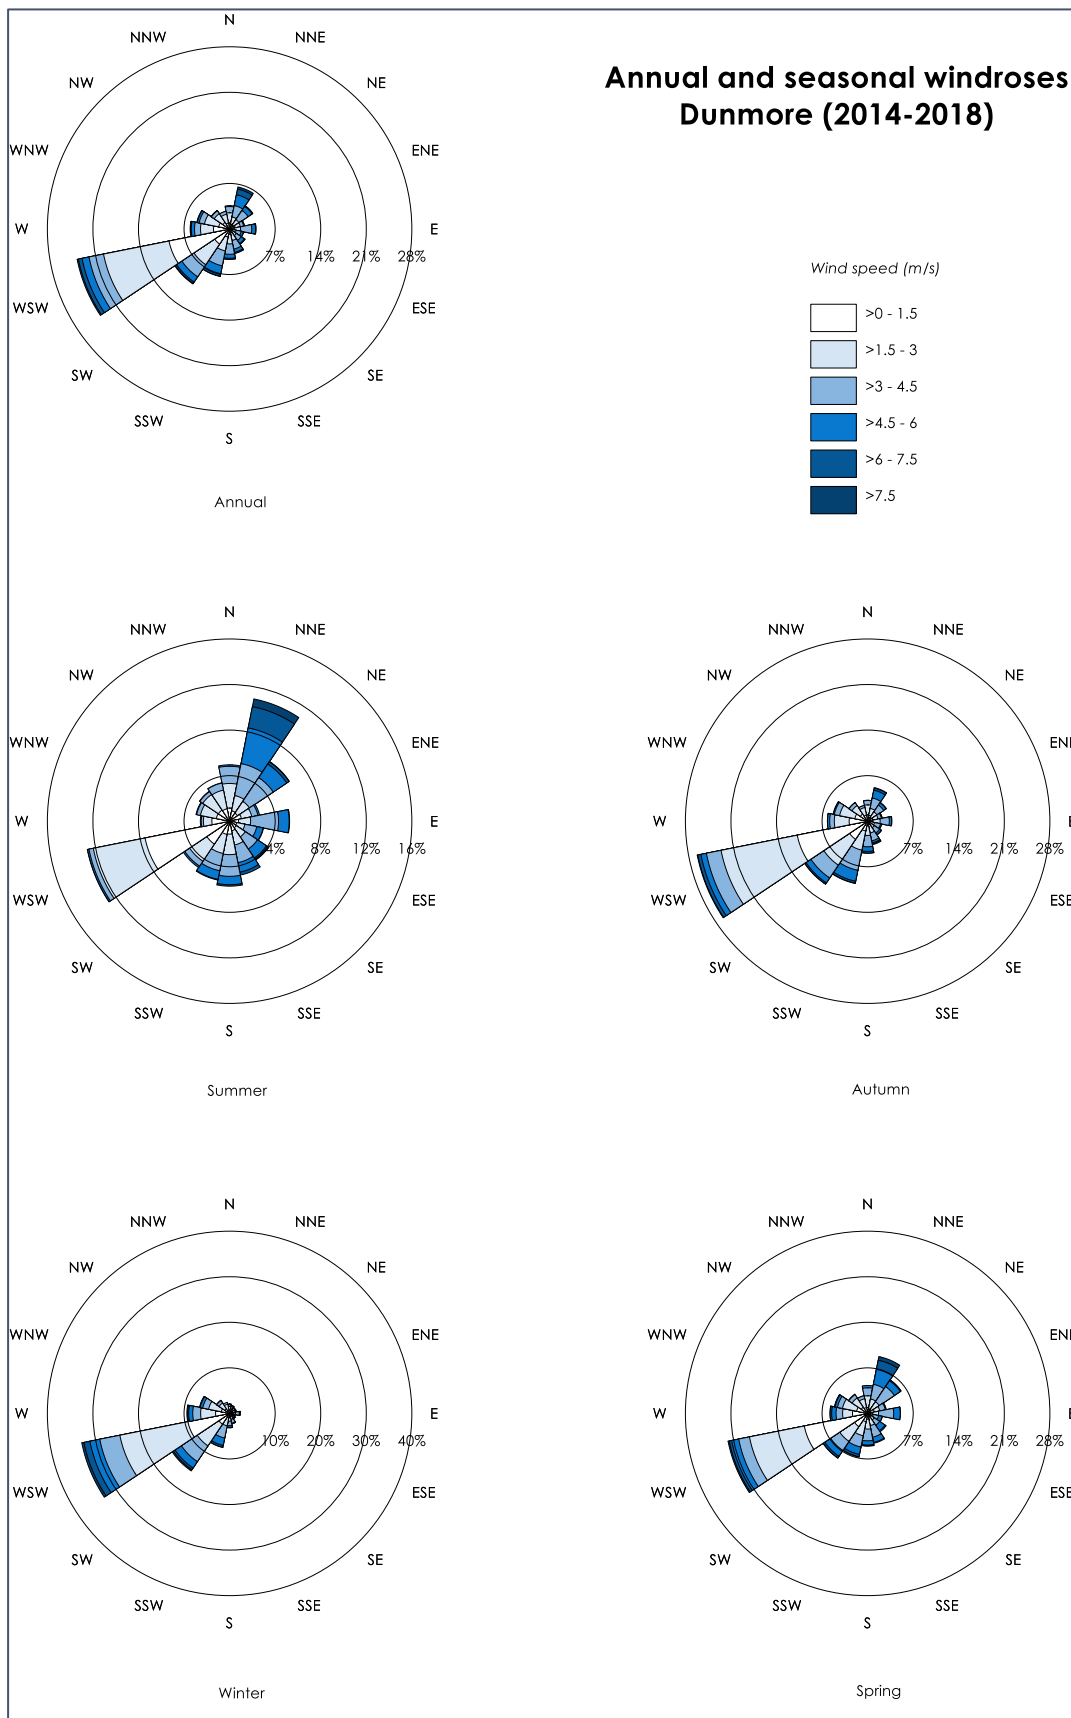 Annual and seasonal windroses
Dunmore (2014-2018)
N
NNW NNE
NW NE
WNW ENE
W E
7% 14% 21% 28%
WSW ESE
SW SE
SSW SSE
S
Annual
Wind speed (m/s)
>0 - 1.5
>1.5 - 3
>3 - 4.5
>4.5 - 6
>6 - 7.5
>7.5
N
NNW NNE
NW NE
WNW ENE
W E
4% 8% 12% 16%
WSW ESE
SW SE
SSW SSE
S
Summer
N
NNW NNE
NW NE
WNW ENE
W E
7% 14% 21% 28%
WSW ESE
SW SE
SSW SSE
S
Autumn
N
NNW NNE
NW NE
WNW ENE
W E
10% 20% 30% 40%
WSW ESE
SW SE
SSW SSE
S
Winter
N
NNW NNE
NW NE
WNW ENE
W E
7% 14% 21% 28%
WSW ESE
SW SE
SSW SSE
S
Spring